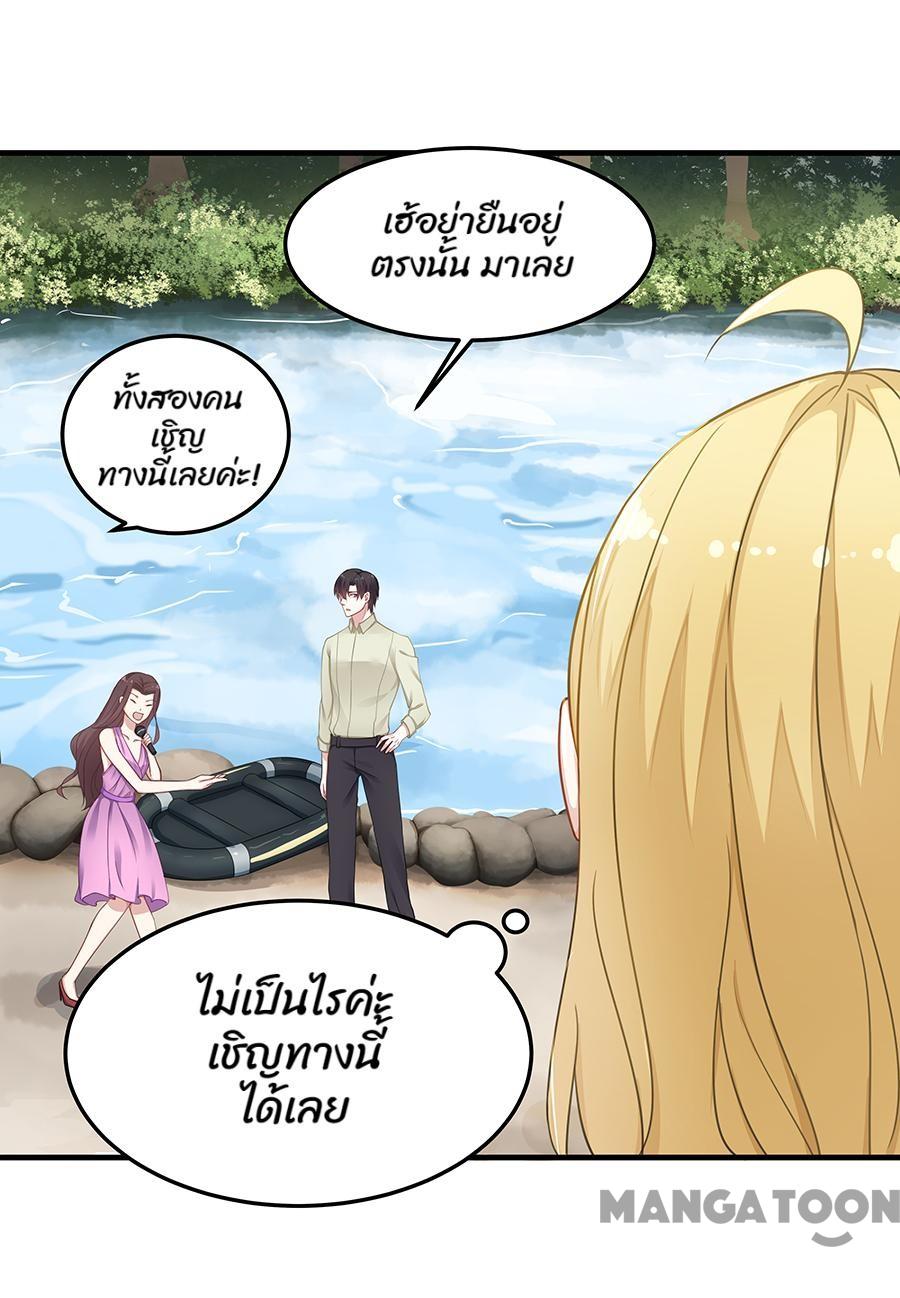 เฮ้อย่ายืนอยู่
ตรงนั้น มาเลย
ทั้งสองคน
เชิญ
ทางนี้เลยค่ะ!
ไม่เป็นไรค่ะ
เชิญทางนี้
ได้เลย
MANGATOON